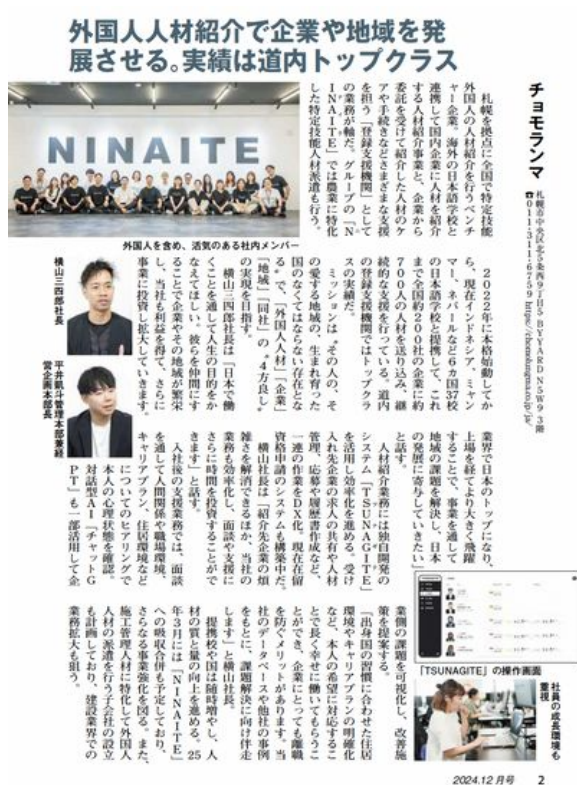 外国人人材紹介で企業や地域を発
展させる。実績は道内トップクラス
チョモランマ
札幌市中央区北5条西9丁目5 BYYARD N5W9 3階
☎011・311・6759 https://chomolungma.co.jp/ja/
NINAITE
外国人を含め、活気のある社内メンバー
札幌を拠点に全国で特定技能
外国人の人材紹介を行うベンチ
ャー企業。海外の日本語学校と
連携して国内企業に人材を紹介
する人材紹介事業と、企業から
委託を受けて紹介した人材のケ
アや手続きなどさまざまな支援
を担う「登録支援機関」として
の業務が軸だ。グループの「N
INAITE」では農業に特化
した特定技能人材派遣も行う。
2022年に本格始動してか
ら、現在インドネシア、ミャン
マー、ネパールなど6ヵ国37校
の日本語学校と提携して、これ
まで全国約200社の企業に約
700人の人材を送り込み、継
続的な支援を行っている。道内
の登録支援機関ではトップクラ
スの実績だ。
ミッションは〝その人の、そ
の愛する地域の、生まれ育った
国のなくてはならない存在とな
る〟で、「外国人人材」「企業」
「地域」「同社」の〝4方良し〟
の実現を目指す。
横山三四郎社長は「日本で働
くことを通して人生の目的をか
なえてほしい。彼らを仲間にす
ることで企業やその地域が繁栄
し、当社も利益を得て、さらに
事業に投資し拡大していきます。
横山三四郎社長
平井凱斗管理本部兼経
営企画本部長
業界で日本のトップになり、
上場を経てより大きく飛躍
することで、事業を通して
地域の課題を解決し、日本
の発展に寄与していきたい」
と話す。
人材紹介業務には独自開発の
システム「TSUNAGITE」
を活用し効率化を進める。受け
入れ先企業の求人の共有や人材
管理、応募や履歴書作成など、
一連の作業をDX化。現在在留
資格申請のシステムも構築中だ。
横山社長は「紹介先企業の煩
雑さを解消できるほか、当社の
業務も効率化し、面談や支援に
さらに時間を投資することがで
きます」と話す。
入社後の支援業務では、面談
を通して人間関係や職場環境、
キャリアプラン、住居環境など
についてのヒアリングで
本人の心理状態を確認。
対話型AI「チャットG
PT」も一部活用して企
「TSUNAGITE」の操作画面
社員の成長環境も
重視
業側の課題を可視化し、改善施
策を提案する。
「出身国の習慣に合わせた住居
環境やキャリアプランの明確化
など、本人の希望に対応するこ
とで長く幸せに働いてもらうこ
とができ、企業にとっても離職
を防ぐメリットがあります。当
社のデータベースや他社の事例
をもとに、課題解決に向け伴走
します」と横山社長。
提携校や国は随時増やし、人
材の質と量の向上を進める。25
年3月には「NINAITE」
への吸収合併も予定しており、
さらなる事業強化を図る。また、
施工管理人材に特化して外国人
人材の派遣を行う子会社の設立
も計画しており、建設業界での
業務拡大も狙う。
2024.12月号 2